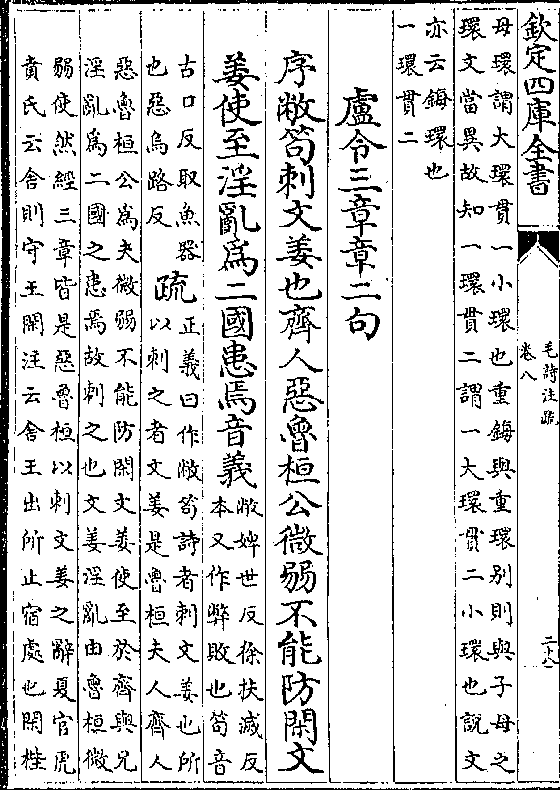 欽定四庫全書
毛詩注疏
卷八
二十八
母環謂大環貫一小環也重鋂與重環别則與子母之
環文當異故知一環貫二謂一大環貫二小環也説文
亦云鋂環也
一環貫二
盧令三章章二句
序敝笱刺文姜也齊人惡魯桓公微弱不能防閑文
姜使至淫亂為二國患焉音義
敝婢世反徐扶滅反
本又作弊敗也笱音
古口反取魚器
也惡烏路反
疏
正義曰作敝笱詩者刺文姜也所
以刺之者文姜是魯桓夫人齊人
惡魯桓公為夫微弱不能防閑文姜使至於齊與兄
淫亂為二國之患焉故刺之也文姜淫亂由魯桓微
弱使然經三章皆是惡魯桓以刺文姜之辭夏官虎
賁氏云舍則守王閑注云舍王出所止宿處也閑梐